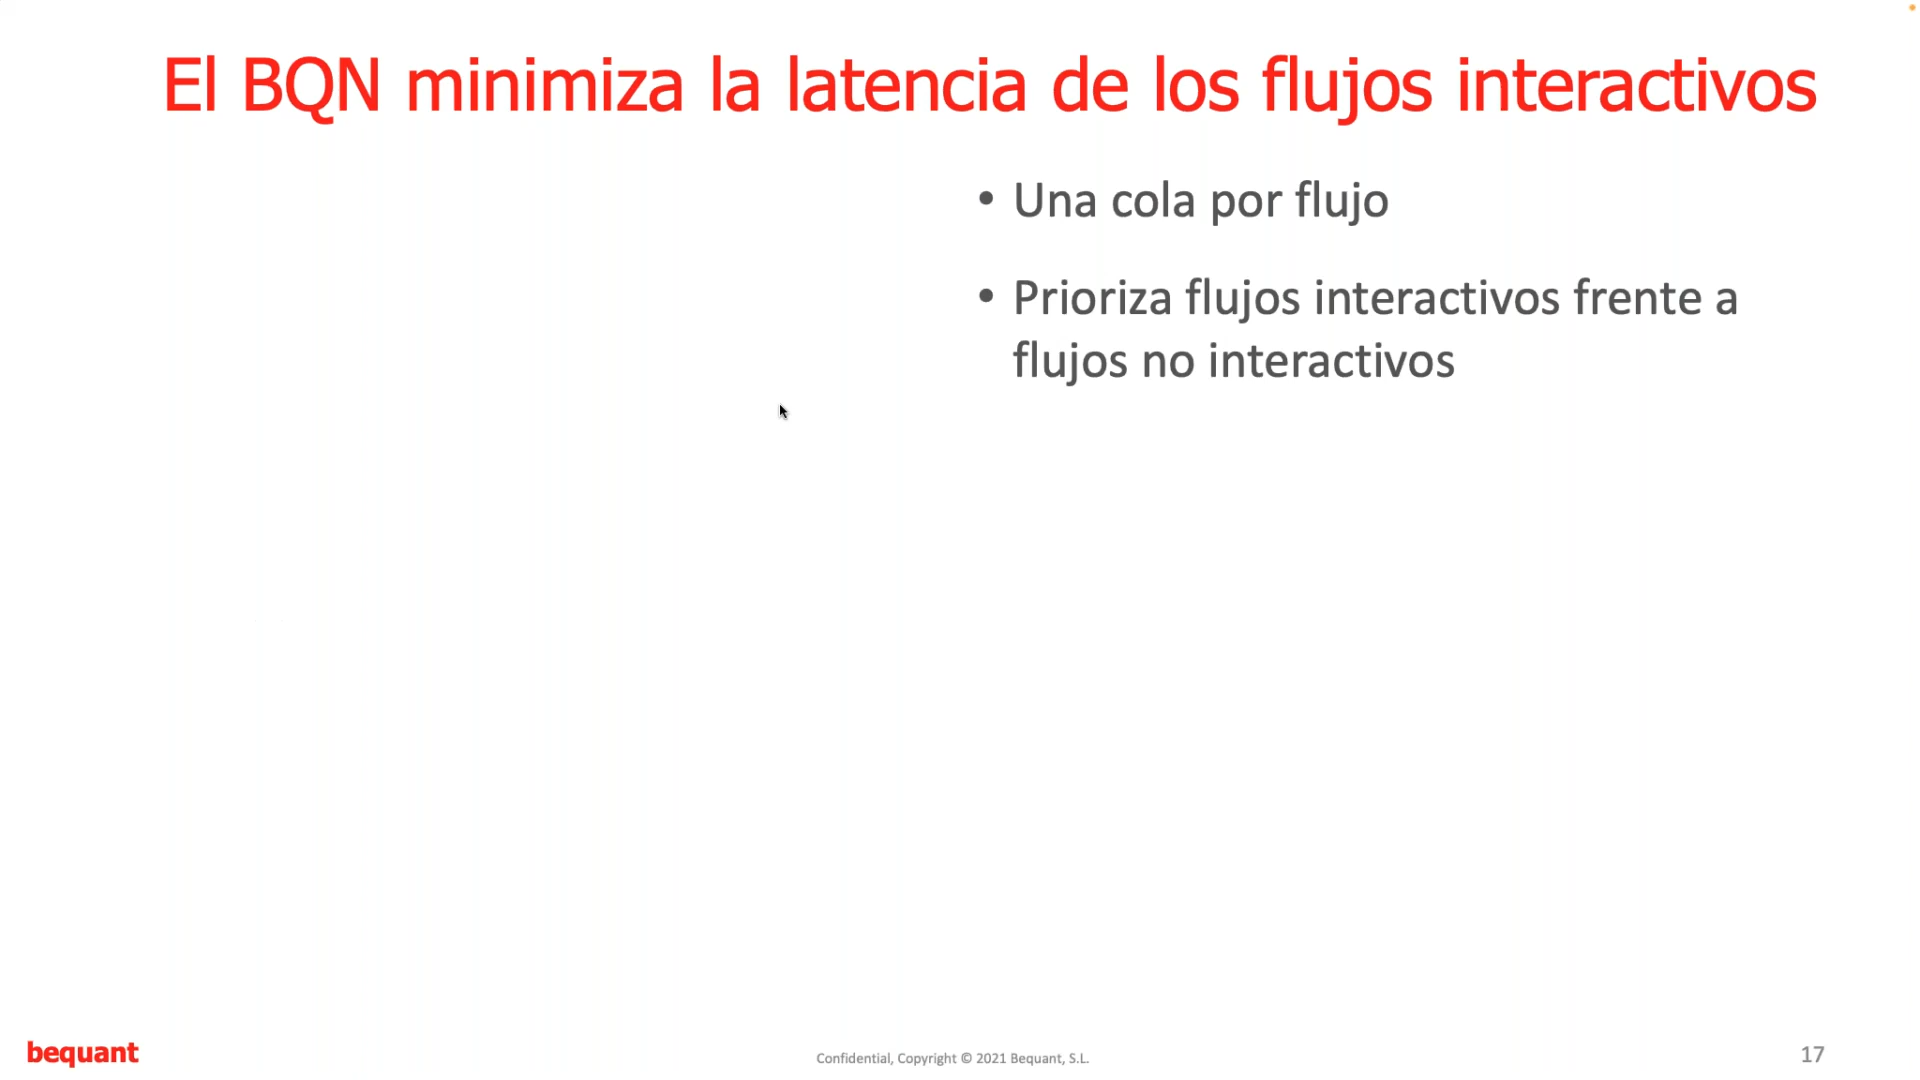 El BQN minimiza la latencia de los flujos interactivos
• Una cola por flujo
• Prioriza flujos interactivos frente a
flujos no interactivos
bequant
Confidential, Copyright © 2021 Bequant, S.L.
17